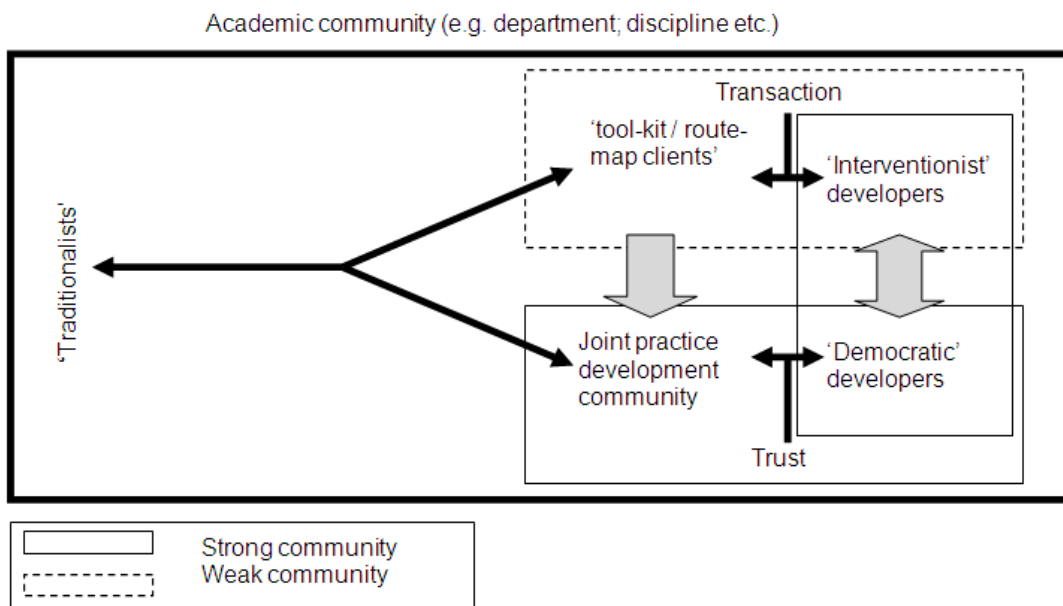 Academic community (e.g. department; discipline etc.)
Transaction
‘tool-kit / route-
map clients’
‘Interventionist’
developers
‘Traditionalists'
Joint practice
development
community
‘Democratic’
developers
Trust
Strong community
Weak community